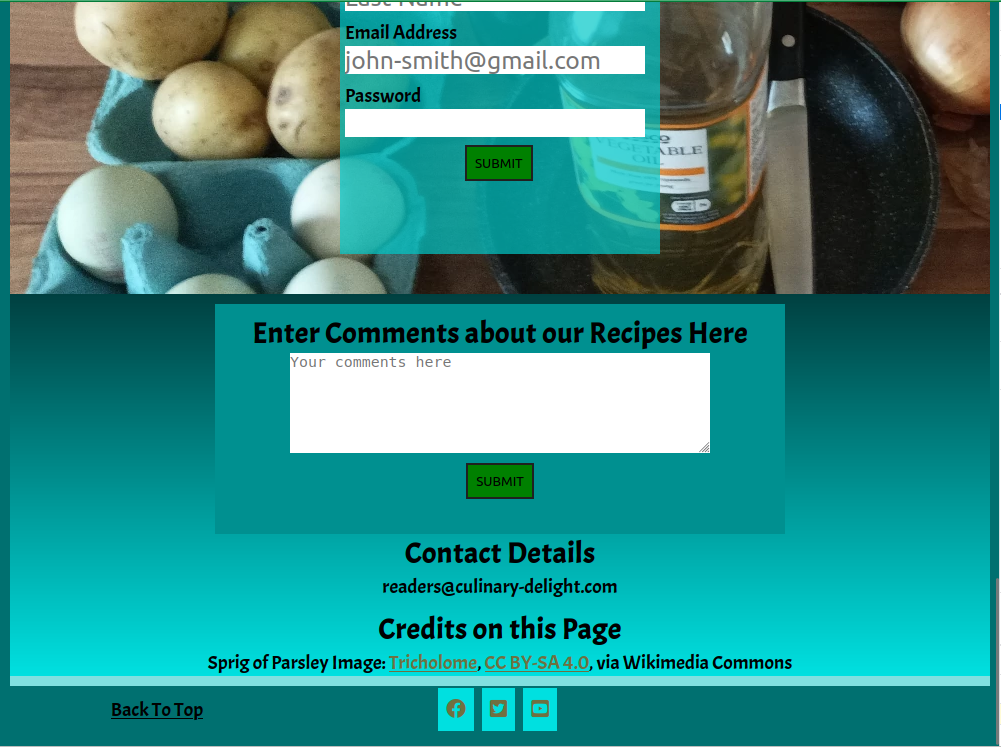 Last Name
Email Address
john-smith@gmail.com
Password
VEGETABLE
OIL
SUBMIT
Enter Comments about our Recipes Here
Your comments here
SUBMIT
Contact Details
readers@culinary-delight.com
Credits on this Page
Sprig of Parsley Image: Tricholome, CC BY-SA 4.0, via Wikimedia Commons
Back To Top